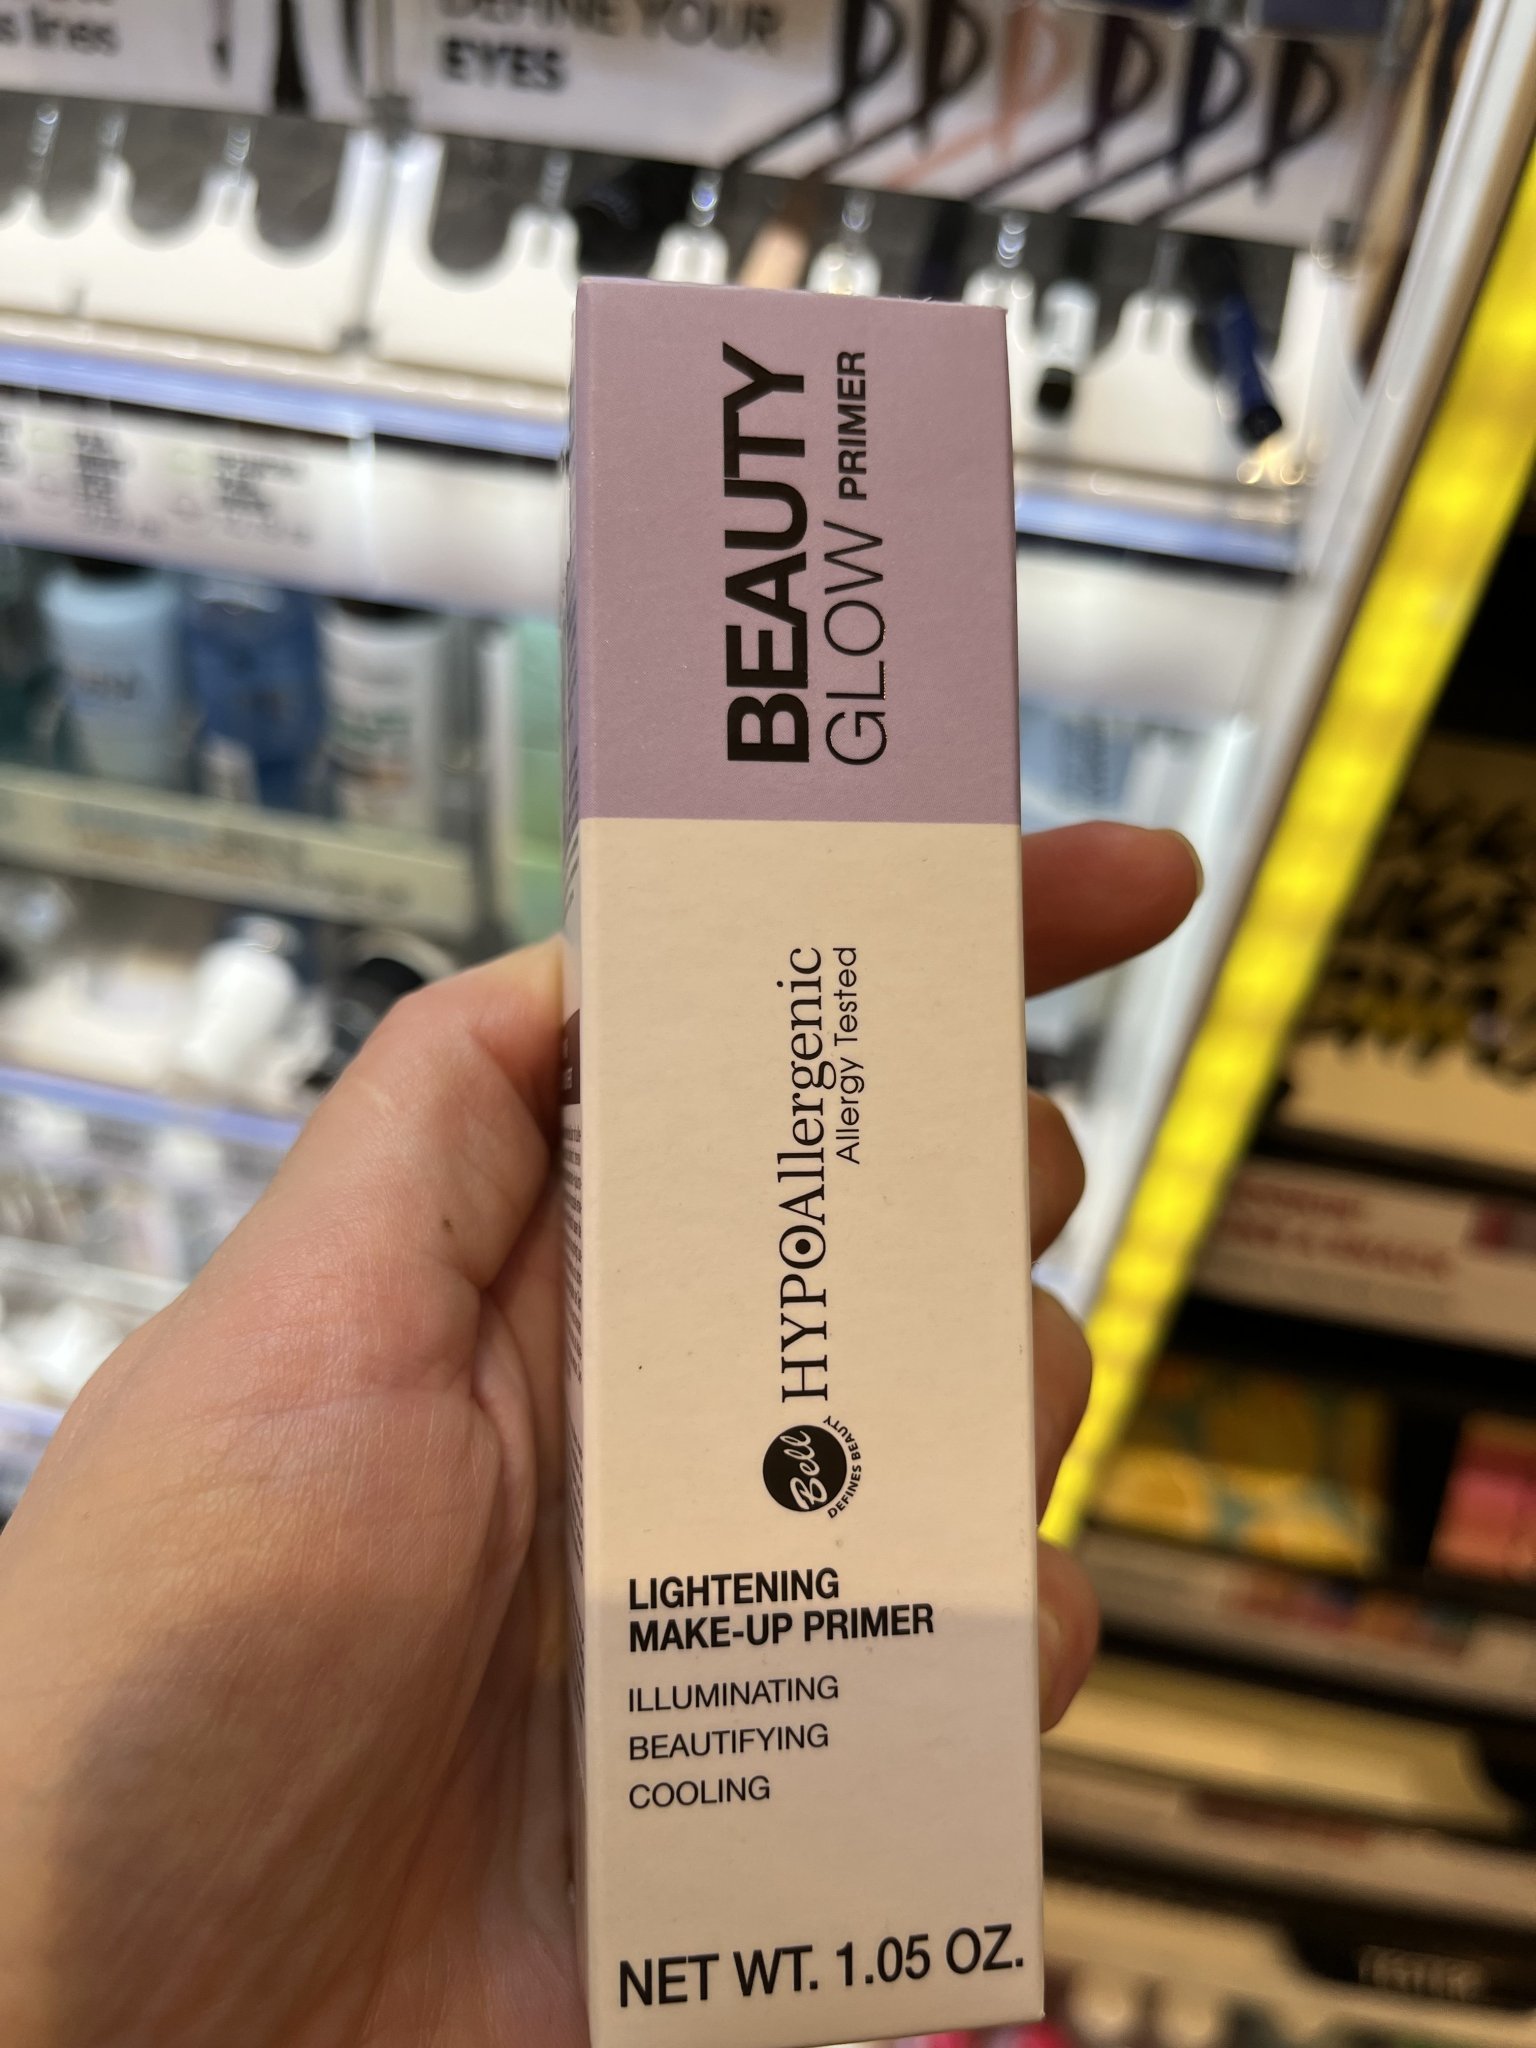 DEFINE YOUR
EYES
BEAUTY
GLOW PRIMER
HYPOAllergenic
Allergy Tested
Bell
DEFINES BEAUTY
LIGHTENING
MAKE-UP PRIMER
ILLUMINATING
BEAUTIFYING
COOLING
NET WT. 1.05 OZ.